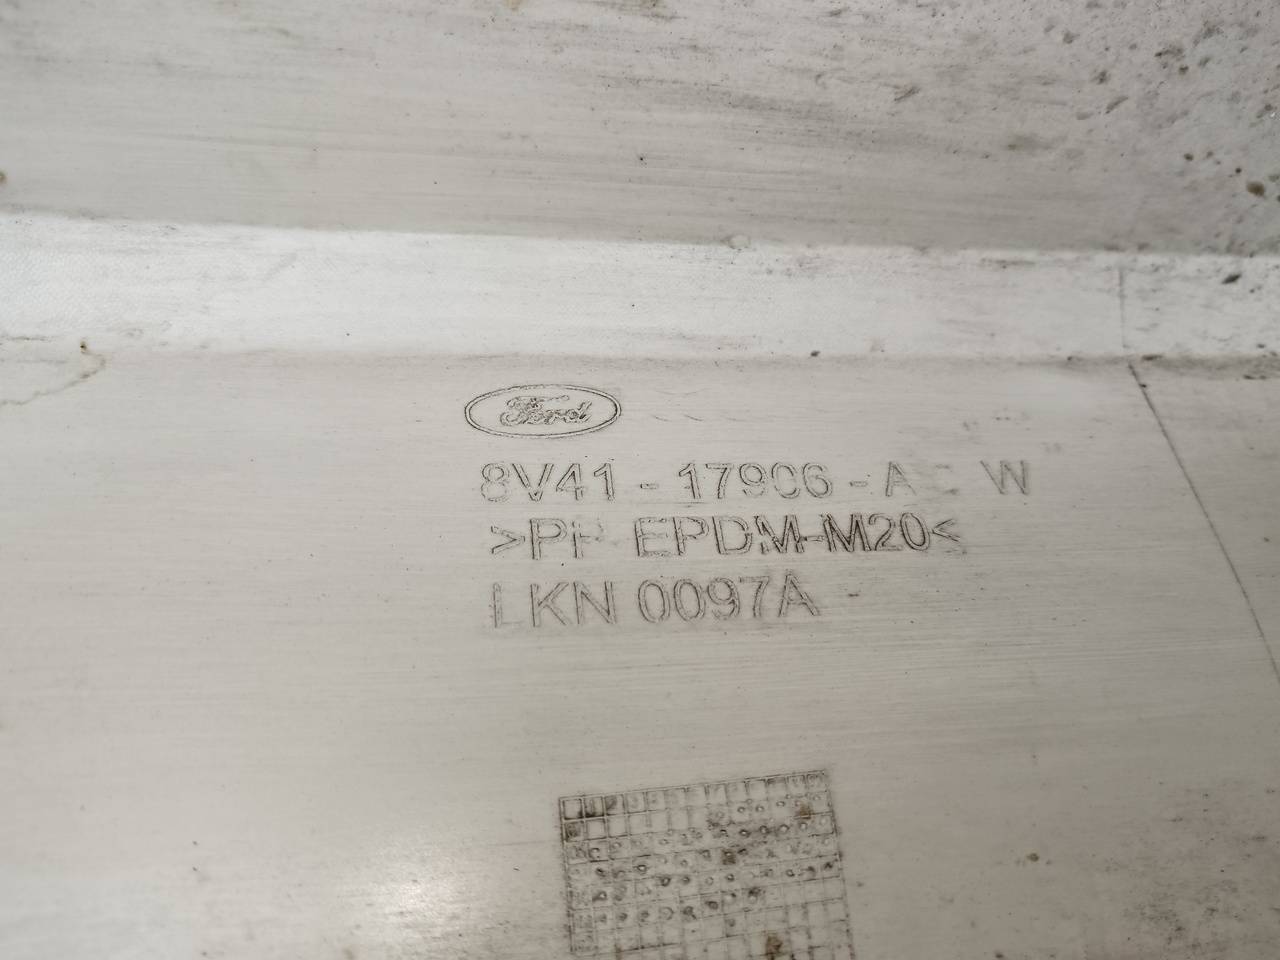 Ford
8V41-17906-A W
>PP EPDM-M20<
LKN 0097A